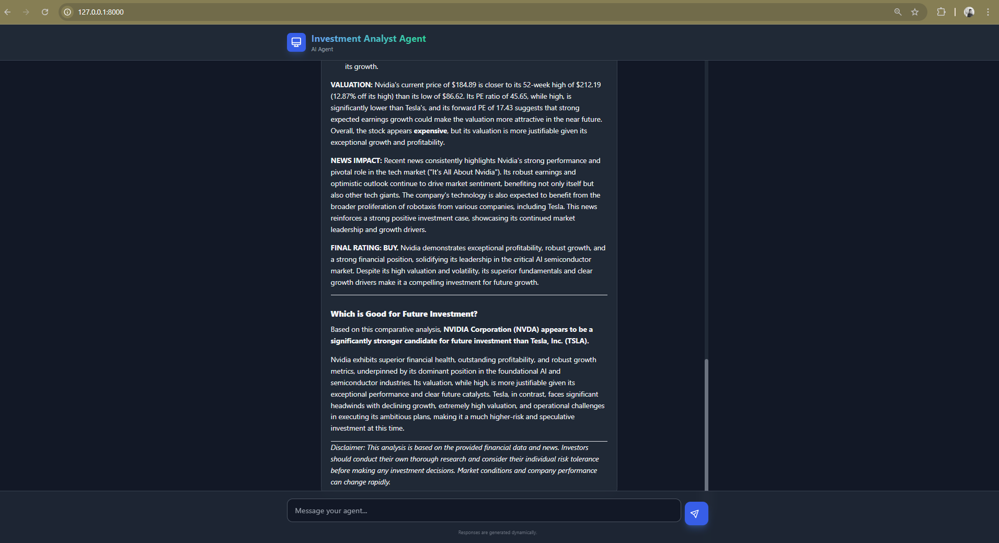 127.0.0.1:8000
Investment Analyst Agent
AI Agent
its growth.
VALUATION: Nvidia's current price of $184.89 is closer to its 52-week high of $212.19
(12.87% off its high) than its low of $86.62. Its PE ratio of 45.65, while high, is
significantly lower than Tesla's, and its forward PE of 17.43 suggests that strong
expected earnings growth could make the valuation more attractive in the near future.
Overall, the stock appears expensive, but its valuation is more justifiable given its
exceptional growth and profitability.
NEWS IMPACT: Recent news consistently highlights Nvidia's strong performance and
pivotal role in the tech market ("It's All About Nvidia"). Its robust earnings and
optimistic outlook continue to drive market sentiment, benefiting not only itself but
also other tech giants. The company's technology is also expected to benefit from the
broader proliferation of robotaxis from various companies, including Tesla. This news
reinforces a strong positive investment case, showcasing its continued market
leadership and growth drivers.
FINAL RATING: BUY. Nvidia demonstrates exceptional profitability, robust growth, and
a strong financial position, solidifying its leadership in the critical AI semiconductor
market. Despite its high valuation and volatility, its superior fundamentals and clear
growth drivers make it a compelling investment for future growth.
Which is Good for Future Investment?
Based on this comparative analysis, NVIDIA Corporation (NVDA) appears to be a
significantly stronger candidate for future investment than Tesla, Inc. (TSLA).
Nvidia exhibits superior financial health, outstanding profitability, and robust growth
metrics, underpinned by its dominant position in the foundational AI and
semiconductor industries. Its valuation, while high, is more justifiable given its
exceptional performance and clear future catalysts. Tesla, in contrast, faces significant
headwinds with declining growth, extremely high valuation, and operational challenges
in executing its ambitious plans, making it a much higher-risk and speculative
investment at this time.
Disclaimer: This analysis is based on the provided financial data and news. Investors
should conduct their own thorough research and consider their individual risk tolerance
before making any investment decisions. Market conditions and company performance
can change rapidly.
Message your agent...
Responses are generated dynamically.